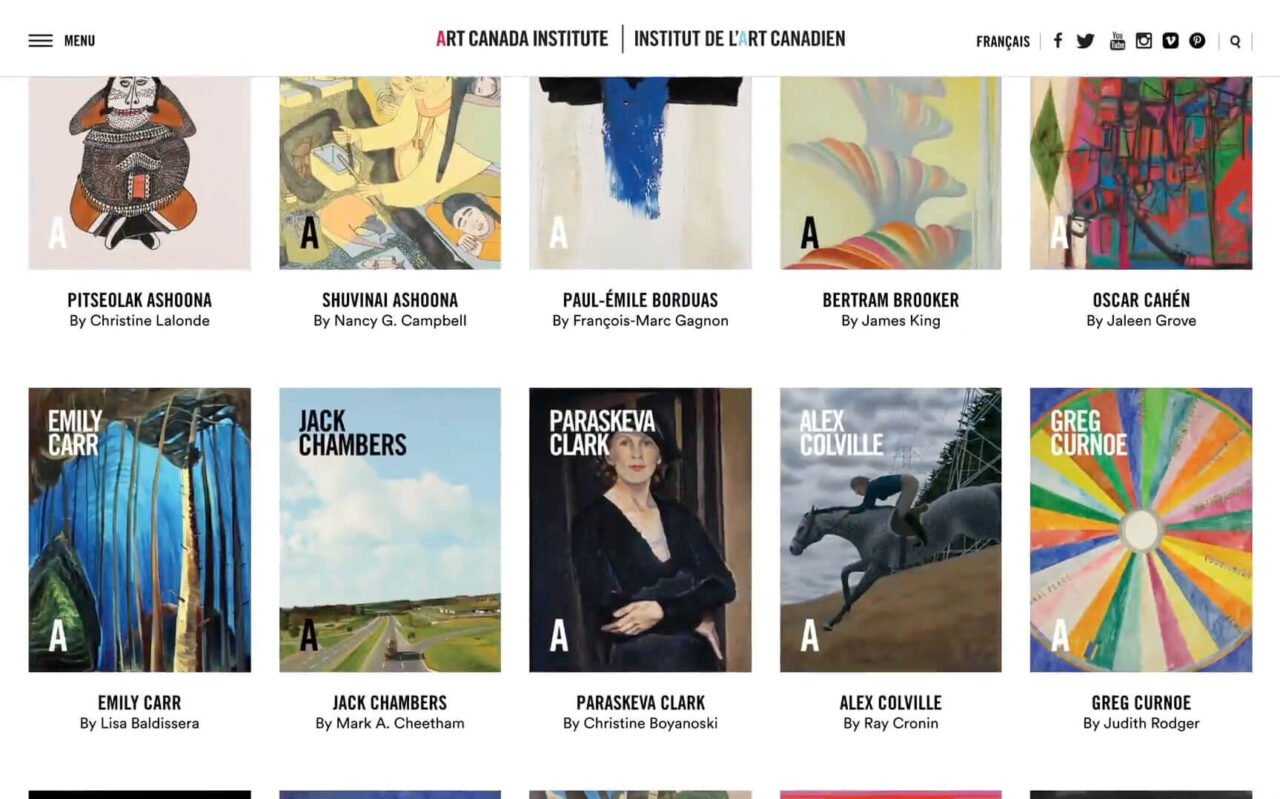 MENU
ART CANADA INSTITUTE | INSTITUT DE L'ART CANADIEN
FRANÇAIS
You
Tube
A
A
A
A
A
PITSEOLAK ASHOONA
By Christine Lalonde
SHUVINAI ASHOONA
By Nancy G. Campbell
PAUL-ÉMILE BORDUAS
By François-Marc Gagnon
BERTRAM BROOKER
By James King
OSCAR CAHÉN
By Jaleen Grove
EMILY
CARR
A
JACK
CHAMBERS
A
PARASKEVA
CLARK
A
ALEX
COLVILLE
A
GREG
CURNOE
A
EMILY CARR
By Lisa Baldissera
JACK CHAMBERS
By Mark A. Cheetham
PARASKEVA CLARK
By Christine Boyanoski
ALEX COLVILLE
By Ray Cronin
GREG CURNOE
By Judith Rodger